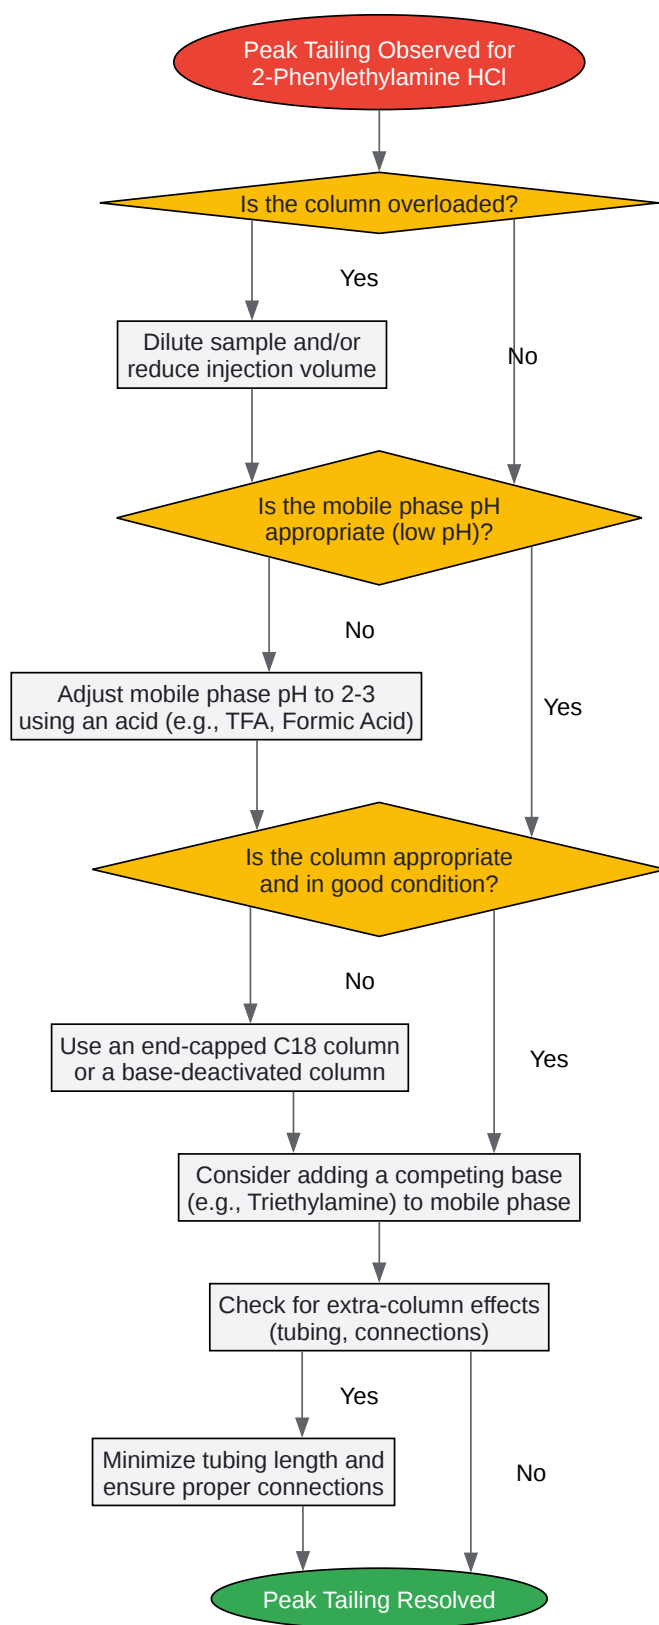 Peak Tailing Observed for
2-Phenylethylamine HCl
Is the column overloaded?
Yes
Dilute sample and/or
reduce injection volume
No
Is the mobile phase pH
appropriate (low pH)?
No
Adjust mobile phase pH to 2-3
using an acid (e.g., TFA, Formic Acid)
Yes
Is the column appropriate
and in good condition?
No
Use an end-capped C18 column
or a base-deactivated column
Yes
Consider adding a competing base
(e.g., Triethylamine) to mobile phase
Check for extra-column effects
(tubing, connections)
Yes
Minimize tubing length and
ensure proper connections
No
Peak Tailing Resolved